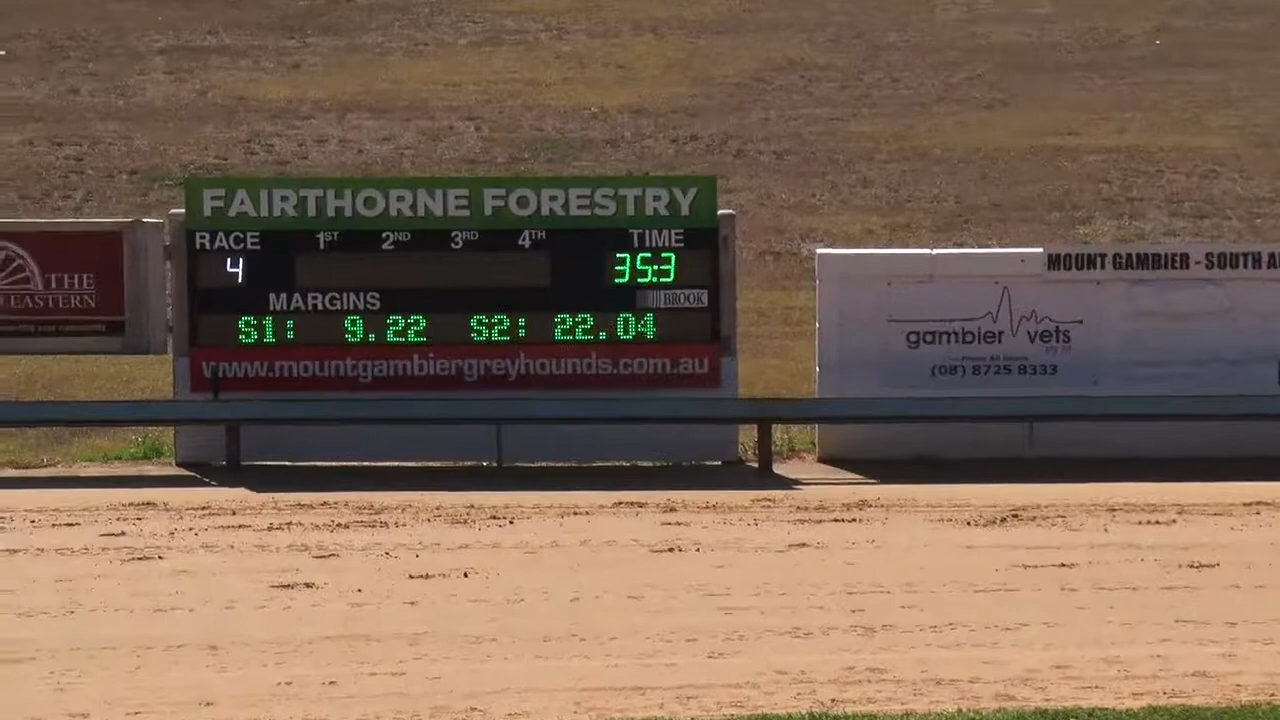 FAIRTHORNE FORESTRY
RACE 1ST 2ND 3RD 4TH TIME
4 35:3
MARGINS BROOK
S1: 9.22 S2: 22.04
www.mountgambiergreyhounds.com.au
THE
EASTERN
MOUNT GAMBIER - SOUTH
gambier vets
(08) 8725 8333